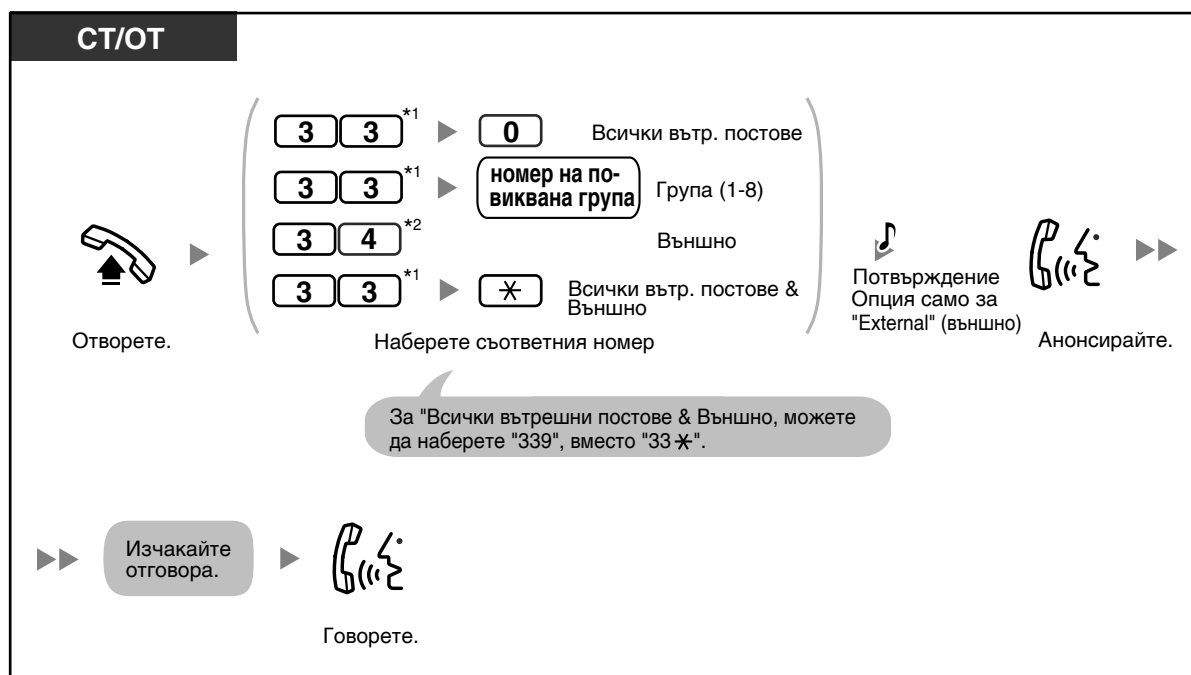 СТ/ОТ
3 3 *1 0 Всички вътр. постове
3 3 *1 номер на по-
виквана група Група (1-8)
3 4 *2 Външно
3 3 *1 ✳ Всички вътр. постове &
Външно
Отворете.
Наберете съответния номер
Потвърждение
Опция само за
"External" (външно)
Анонсирайте.
За "Всички вътрешни постове & Външно, можете
да наберете "339", вместо "33✳".
Изчакайте
отговора.
Говорете.